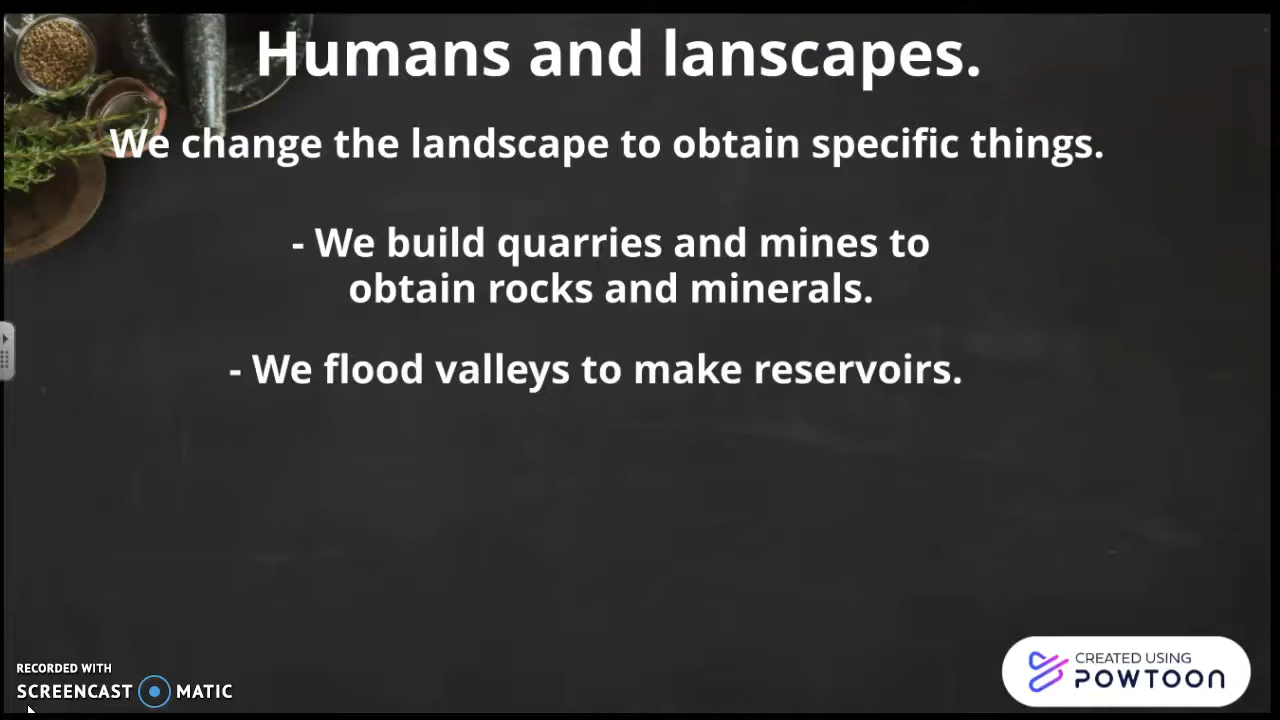 Humans and lanscapes.
We change the landscape to obtain specific things.
- We build quarries and mines to
obtain rocks and minerals.
- We flood valleys to make reservoirs.
RECORDED WITH
SCREENCAST MATIC
CREATED USING
POWTOON